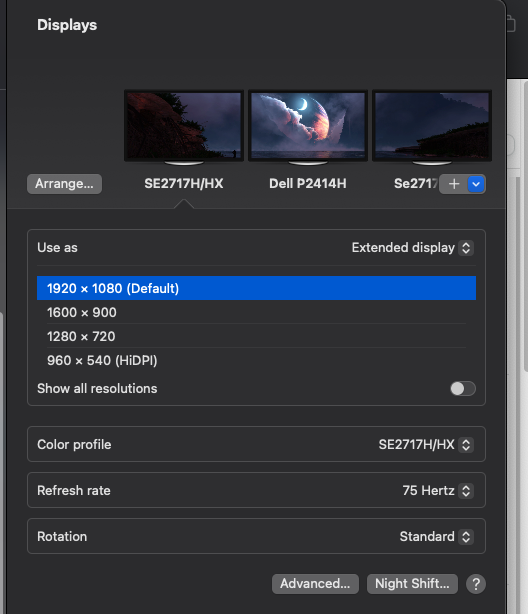 Displays
Arrange...
SE2717H/HX
Dell P2414H
Se2717
Use as
Extended display
1920 × 1080 (Default)
1600 × 900
1280 × 720
960 × 540 (HiDPI)
Show all resolutions
Color profile
SE2717H/HX
Refresh rate
75 Hertz
Rotation
Standard
Advanced...
Night Shift...
?